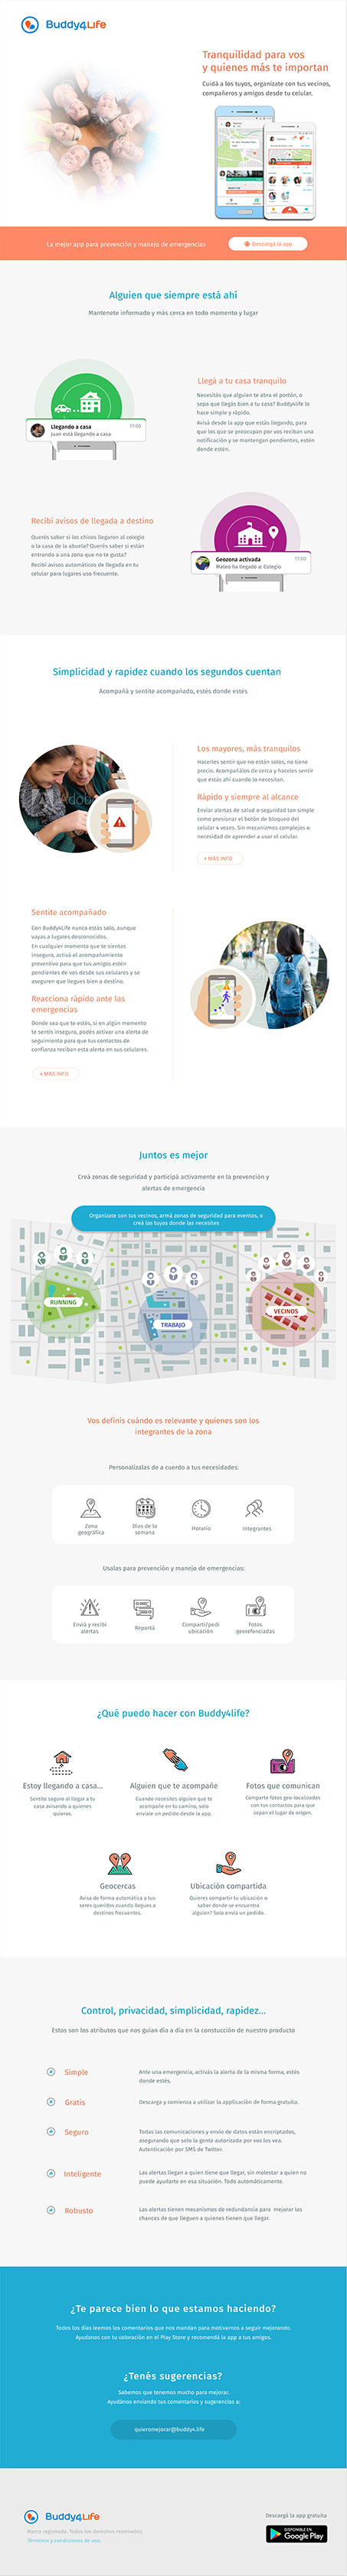 Buddy4Life
Tranquilidad para vos
y quienes más te importan
Cuidá a los tuyos, organizate con tus vecinos,
compañeros y amigos desde tu celular.
La mejor app para prevención y manejo de emergencias
Descargá la app
Alguien que siempre está ahí
Mantenete informado y más cerca en todo momento y lugar
Llegando a casa
17:00
Juan está llegando a casa
Llegá a tu casa tranquilo
Necesitás que alguien te abra el portón, o
sepa que llegás bien a tu casa? Buddy4life lo
hace simple y rápido.
Avisá desde la app que estás llegando, para
que los que se preocupan por vos reciban una
notificación y se mantengan pendientes, estén
donde estén.
Recibí avisos de llegada a destino
Querés saber si los chicos llegaron al colegio
o la casa de la abuela? Querés saber si están
entrando a una zona que no te gusta?
Recibí avisos automáticos de llegada en tu
celular para lugares uso frecuente.
Geozona activada
17:00
Mateo ha llegado a: Colegio
Simplicidad y rapidez cuando los segundos cuentan
Acompañá y sentite acompañado, estés donde estés
Los mayores, más tranquilos
Hacerles sentir que no están solos, no tiene
precio. Acompañálos de cerca y haceles sentir
que estás ahí cuando lo necesitan.
Rápido y siempre al alcance
Enviar alertas de salud o seguridad tan simple
como presionar el botón de bloqueo del
celular 4 veces. Sin mecanismos complejos o
necesidad de aprender a usar el celular.
+ MÁS INFO
Sentite acompañado
Con Buddy4Life nunca estás solo, aunque
vayas a lugares desconocidos.
En cualquier momento que te sientas
inseguro, activá el acompañamiento
preventivo para que tus amigos estén
pendientes de vos desde sus celulares y se
aseguren que llegues bien a destino.
Reacciona rápido ante las
emergencias
Donde sea que te estés, si en algún momento
te sentís inseguro, podés activar una alerta de
seguimiento para que tus contactos de
confianza reciban esta alerta en sus celulares.
+ MÁS INFO
Juntos es mejor
Creá zonas de seguridad y participá activamente en la prevención y
alertas de emergencia
Organizate con tus vecinos, armá zonas de seguridad para eventos, o
creá las tuyas donde las necesites
RUNNING
TRABAJO
VECINOS
Vos definís cuándo es relevante y quienes son los
integrantes de la zona
Personalizalas de a cuerdo a tus necesidades:
Zona
geográfica
Días de la
semana
Horario
Integrantes
Usalas para prevención y manejo de emergencias:
Enviá y recibí
alertas
Reportá
Compartí/pedí
ubicación
Fotos
georefenciadas
¿Qué puedo hacer con Buddy4life?
Estoy llegando a casa...
Sentite seguro al llegar a tu
casa avisando a quienes
quieras.
Alguien que te acompañe
Cuando necesites alguien que te
acompañe en tu camino, solo
enviale un pedido desde la app.
Fotos que comunican
Comparte fotos geo-localizadas
con tus contactos para que
sepan el lugar de origen.
Geocercas
Avisa de forma automática a tus
seres queridos cuando llegues a
destinos frecuentes.
Ubicación compartida
Quieres compartir tu ubicación o
saber donde se encuentra
alguien? Solo envía un pedido.
Control, privacidad, simplicidad, rapidez...
Estos son los atributos que nos guian día a día en la constucción de nuestro producto
Simple
Ante una emergencia, activás la alerta de la misma forma, estés
donde estés.
Gratis
Descarga y comienza a utilizar la applicación de forma gratuita.
Seguro
Todas las comunicaciones y envío de datos están encriptados,
asegurando que solo la gente autorizada por vos los vea.
Autenticación por SMS de Twitter.
Inteligente
Las alertas llegan a quien tiene que llegar, sin molestar a quien no
puede ayudarte en esa situación. Todo automáticamente.
Robusto
Las alertas tienen mecanismos de redundancia para mejorar las
chances de que lleguen a quienes tienen que llegar.
¿Te parece bien lo que estamos haciendo?
Todos los días leemos los comentarios que nos mandan para motivarnos a seguir mejorando.
Ayudanos con tu valoración en el Play Store y recomendá la app a tus amigos.
¿Tenés sugerencias?
Sabemos que tenemos mucho para mejorar.
Ayudános enviando tus comentarios y sugerencias a:
quieromejorar@buddy4.life
Buddy4Life
Marca registrada. Todos los derechos reservados.
Términos y condiciones de uso.
Descargá la app gratuita
DISPONIBLE EN
Google Play